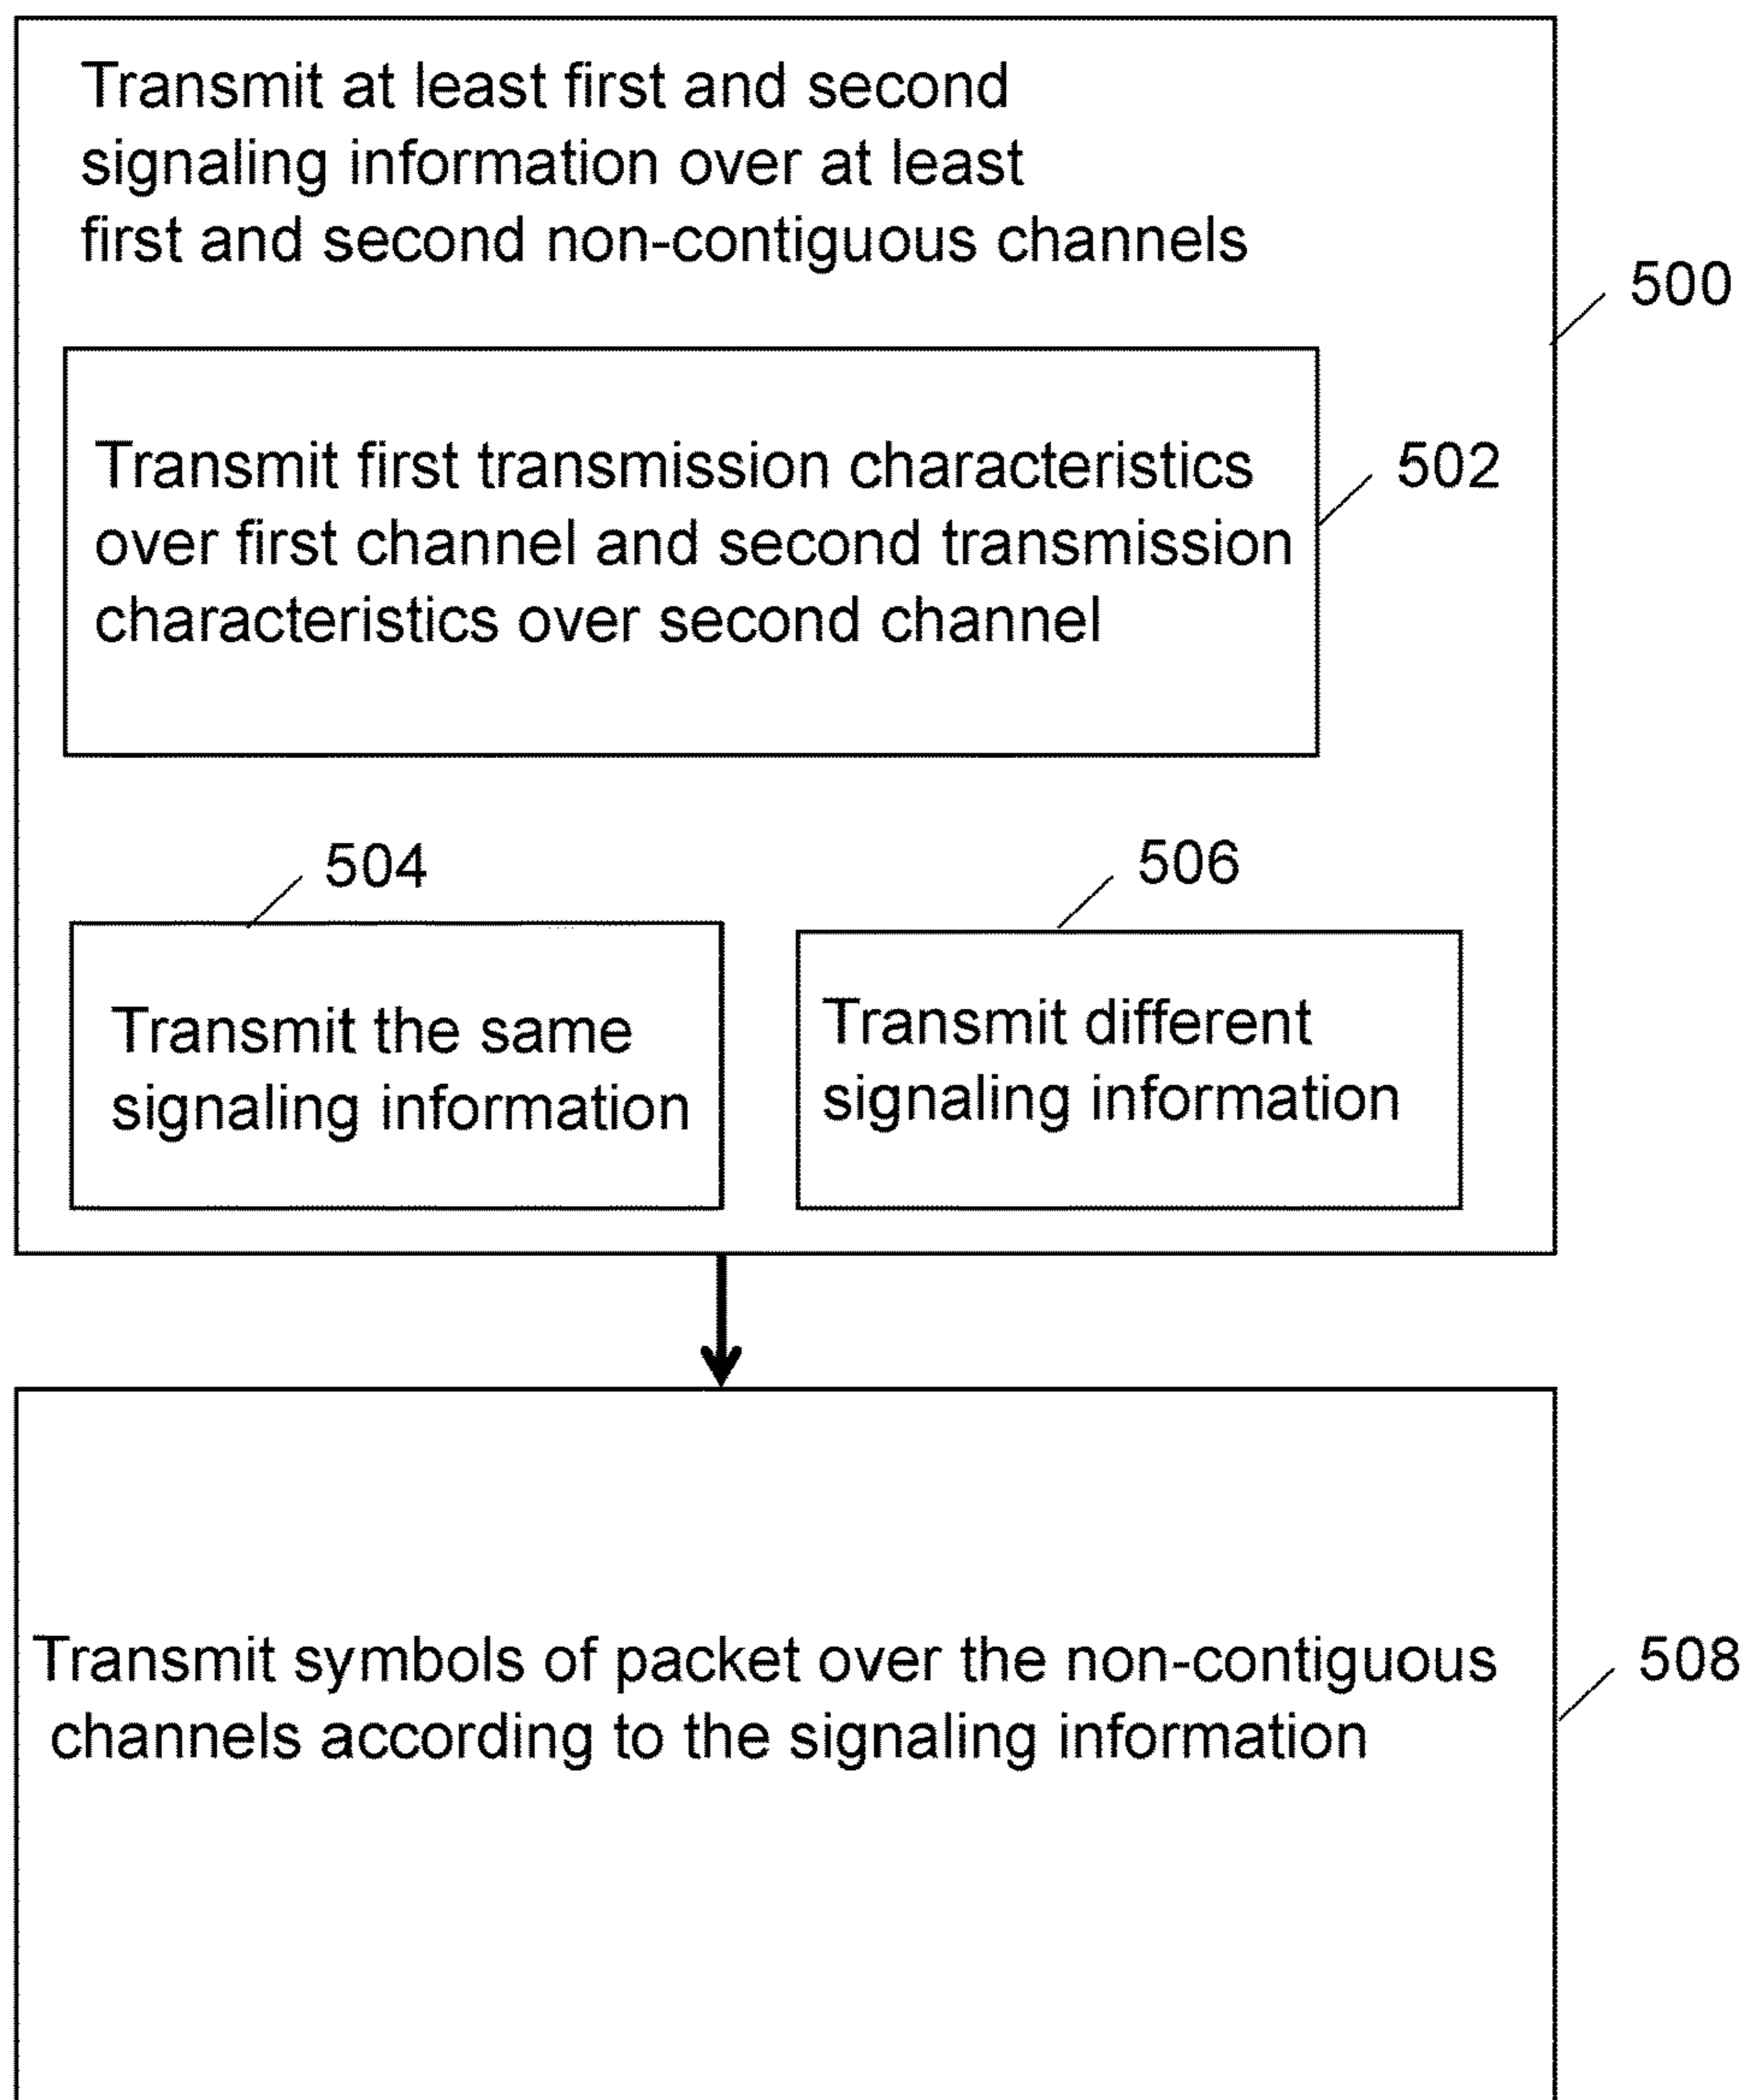 Transmit at least first and second
signaling information over at least
first and second non-contiguous channels
500
Transmit first transmission characteristics
over first channel and second transmission
characteristics over second channel
502
504
Transmit the same
signaling information
506
Transmit different
signaling information
Transmit symbols of packet over the non-contiguous
channels according to the signaling information
508